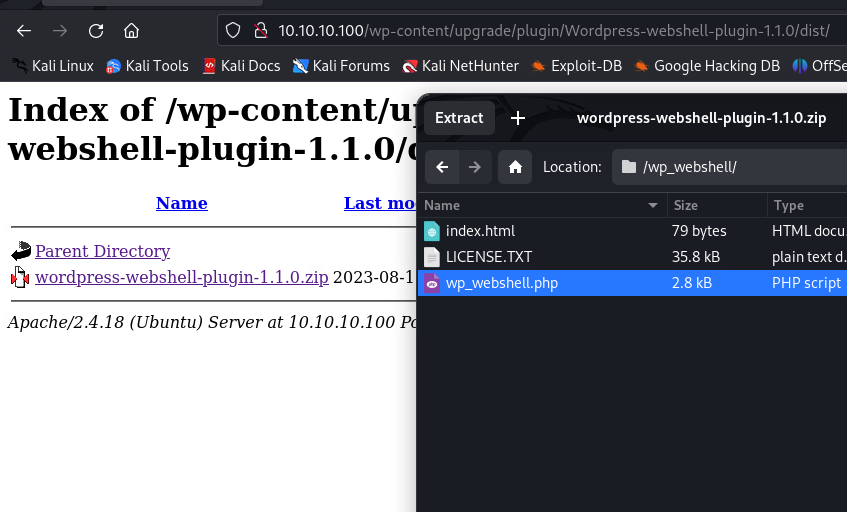 10.10.10.100/wp-content/upgrade/plugin/Wordpress-webshell-plugin-1.1.0/dist/
Kali Linux Kali Tools Kali Docs Kali Forums Kali NetHunter Exploit-DB Google Hacking DB OffSe
Index of /wp-content/up
webshell-plugin-1.1.0/d
Name Last mo
Parent Directory
wordpress-webshell-plugin-1.1.0.zip 2023-08-1
Apache/2.4.18 (Ubuntu) Server at 10.10.10.100 Po
Extract wordpress-webshell-plugin-1.1.0.zip
Location: /wp_webshell/
Name Size Type
index.html 79 bytes HTML docu
LICENSE.TXT 35.8 kB plain text d.
wp_webshell.php 2.8 kB PHP script